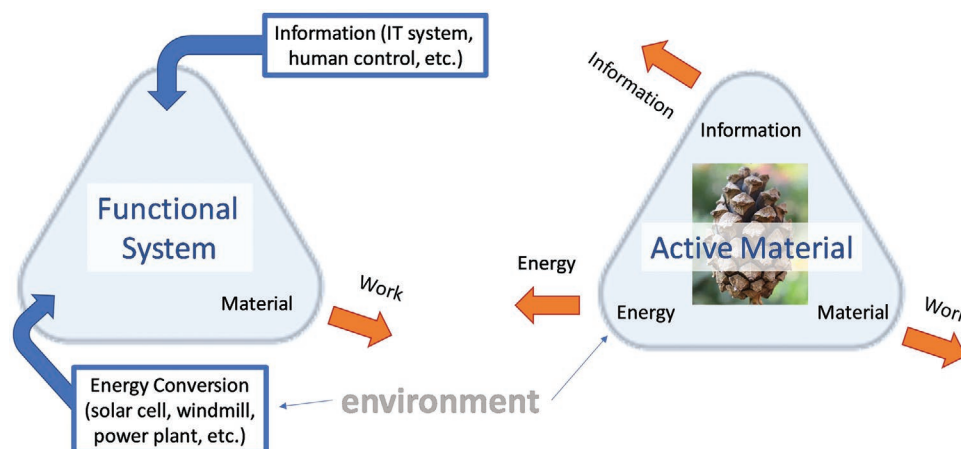 Information (IT system,
human control, etc.)
Functional
System
Material
Work
Energy Conversion
(solar cell, windmill,
power plant, etc.)
environment
Information
Information
Active Material
Energy
Energy
Material
Work